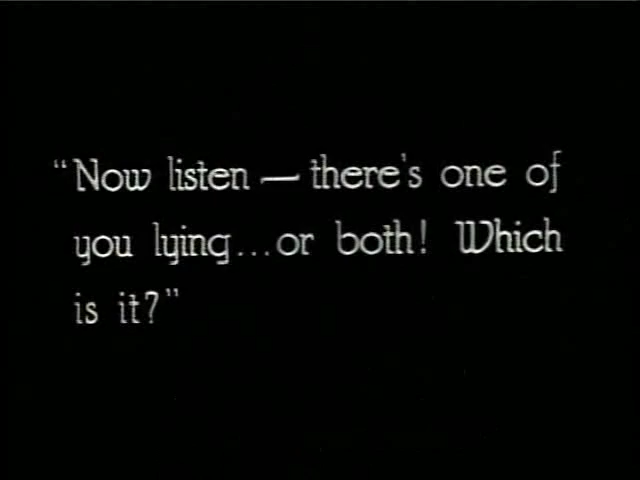 “Now listen — there's one of
you lying...or both! Which
is it?”